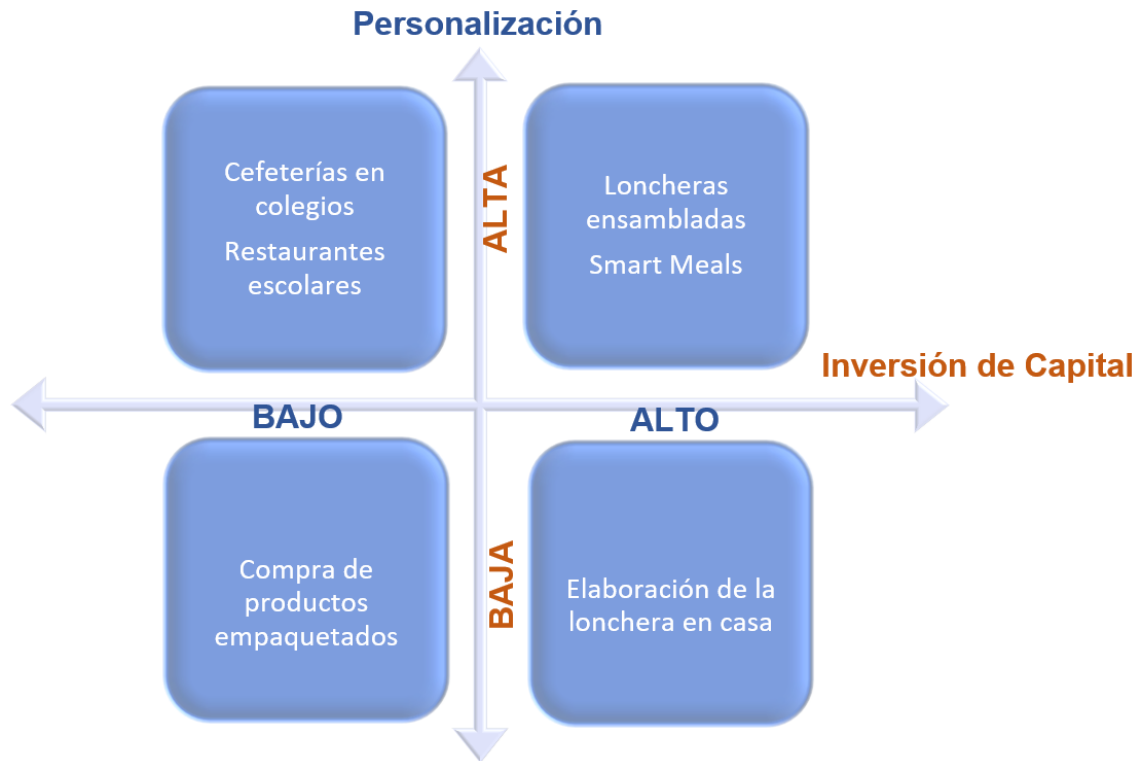 Personalización
Cefeterías en
colegios
Restaurantes
escolares
ALTA
Loncheras
ensambladas
Smart Meals
Inversión de Capital
BAJO
ALTO
Compra de
productos
empaquetados
BAJA
Elaboración de la
lonchera en casa